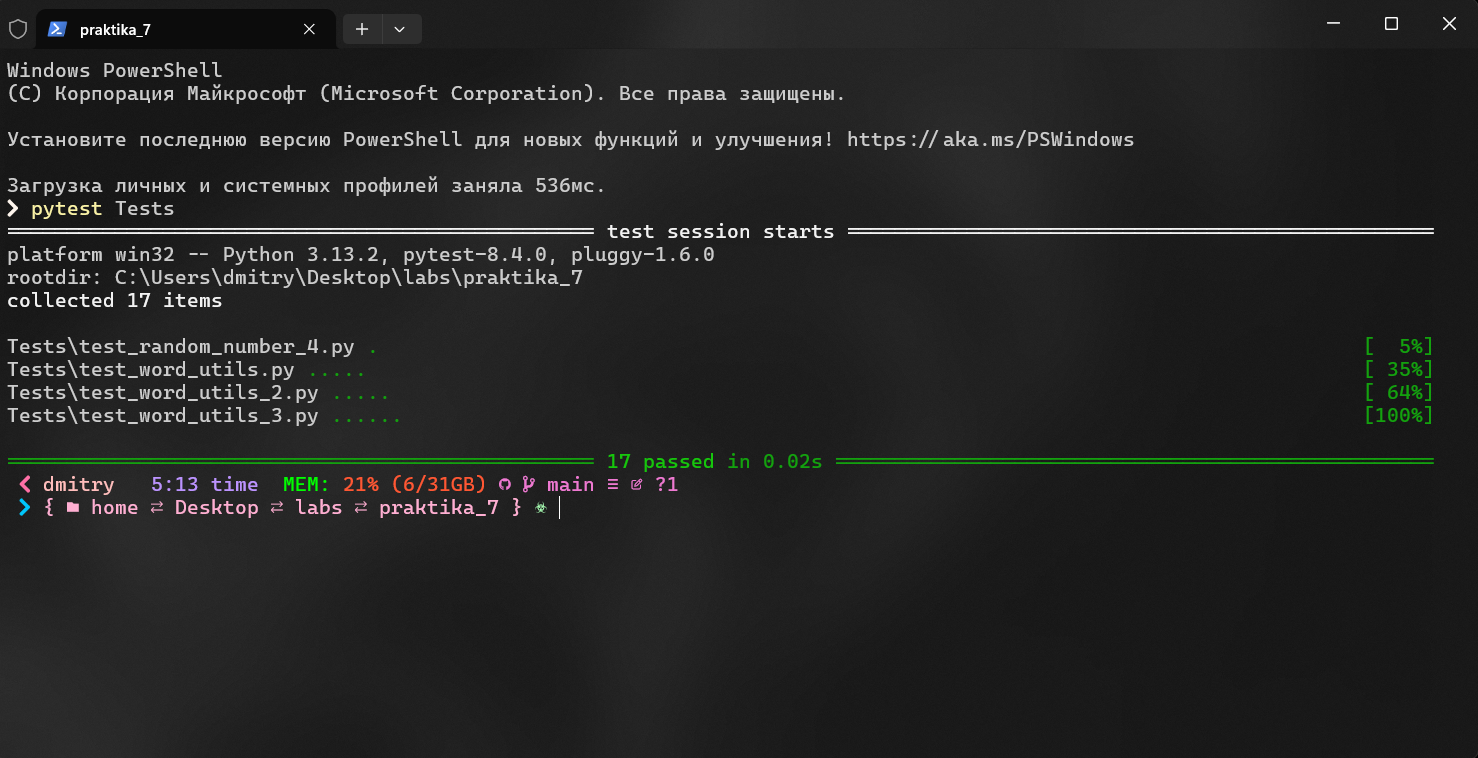 praktika_7
Windows PowerShell
(C) Корпорация Майкрософт (Microsoft Corporation). Все права защищены.
Установите последнюю версию PowerShell для новых функций и улучшения! https://aka.ms/PSWindows
Загрузка личных и системных профилей заняла 536мс.
❯ pytest Tests
================================================= test session starts =================================================
platform win32 -- Python 3.13.2, pytest-8.4.0, pluggy-1.6.0
rootdir: C:\Users\dmitry\Desktop\labs\praktika_7
collected 17 items
Tests\test_random_number_4.py . [  5%]
Tests\test_word_utils.py ..... [ 35%]
Tests\test_word_utils_2.py ..... [ 64%]
Tests\test_word_utils_3.py ...... [100%]
================================================= 17 passed in 0.02s ==================================================
❮ dmitry 5:13 time MEM: 21% (6/31GB) main ≡ ?1
❯ { home ⇄ Desktop ⇄ labs ⇄ praktika_7 } ☣